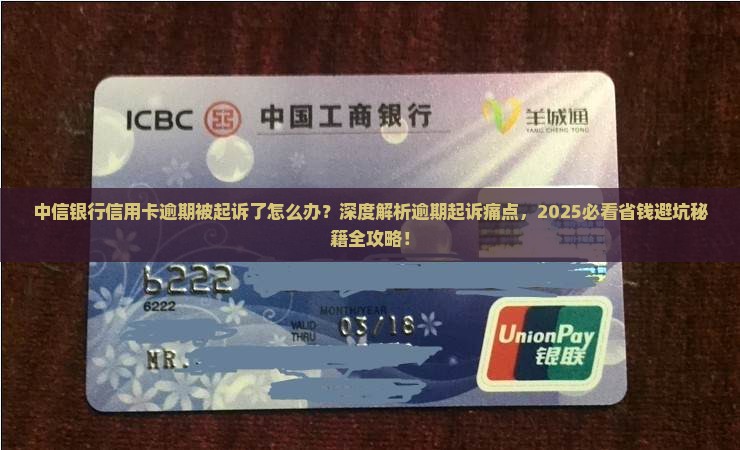 ICBC 中国工商银行 羊城通
YANG CHENG TONG
中信银行信用卡逾期被起诉了怎么办？深度解析逾期起诉痛点，2025必看省钱避坑秘
籍全攻略！
6222
6222
MONTH/YEAR
VALID
THRU
03/18
MR.
UnionPay
银联